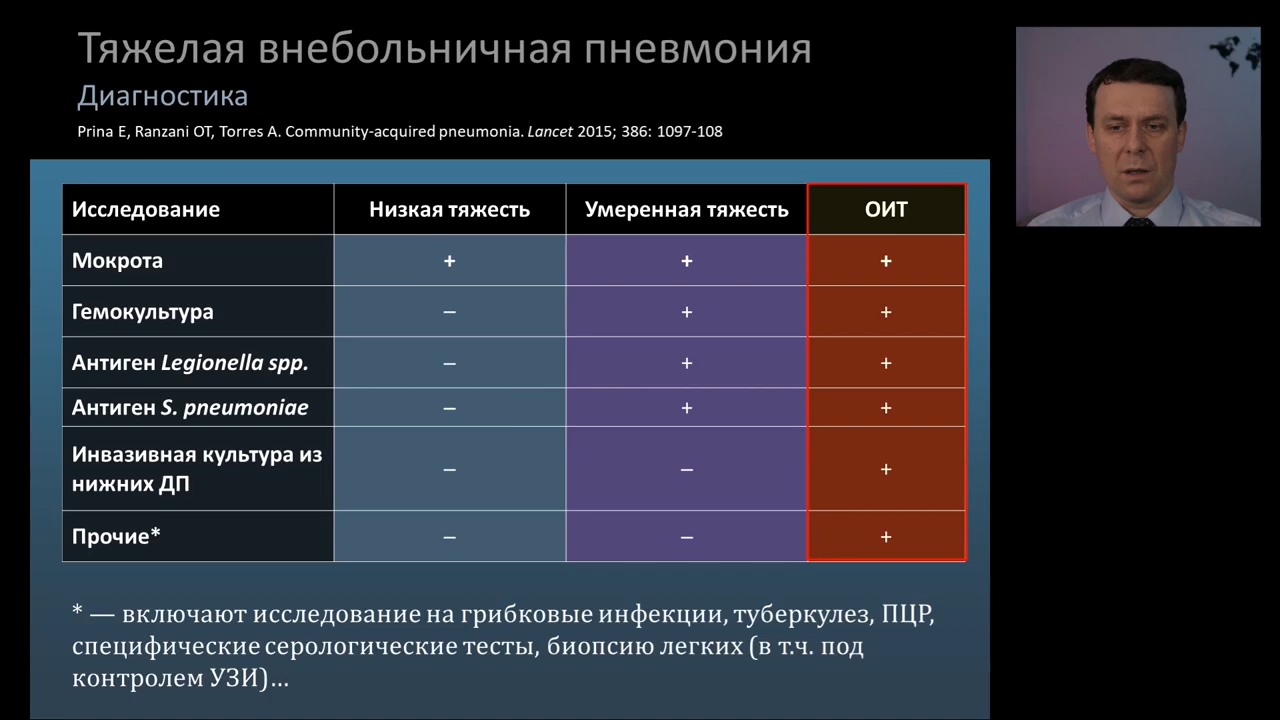 Тяжелая внебольничная пневмония
Диагностика
Prina E, Ranzani OT, Torres A. Community-acquired pneumonia. Lancet 2015; 386: 1097-108
Исследование Низкая тяжесть Умеренная тяжесть ОИТ
Мокрота + + +
Гемокультура – + +
Антиген Legionella spp. – + +
Антиген S. pneumoniae – + +
Инвазивная культура из
нижних ДП – – +
Прочие* – – +
* — включают исследование на грибковые инфекции, туберкулез, ПЦР,
специфические серологические тесты, биопсию легких (в т.ч. под
контролем УЗИ)…